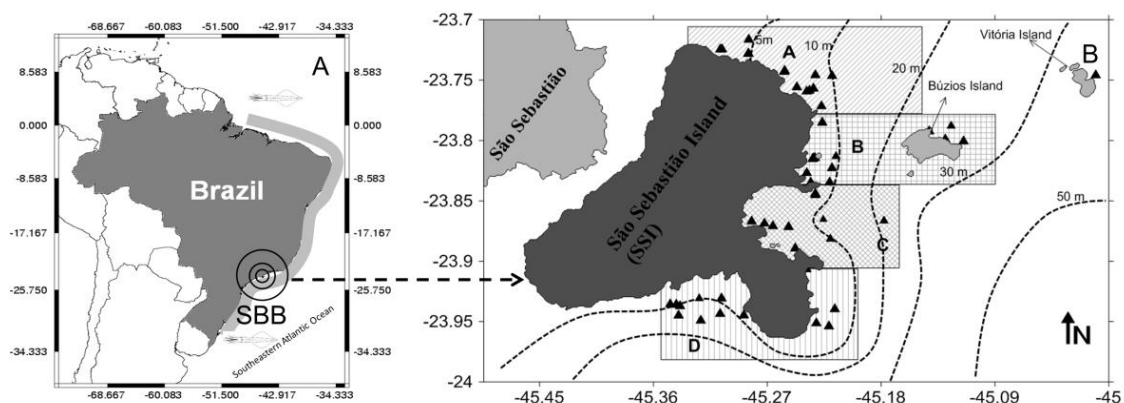 -68.667 -60.083 -51.500 -42.917 -34.333
A
8.583 8.583
0.000 0.000
-8.583 -8.583
-17.167 -17.167
-25.750 -25.750
-34.333 -34.333
Brazil
SBB
Southeastern Atlantic Ocean
-68.667 -60.083 -51.500 -42.917 -34.333
-23.7
-23.75
-23.8
-23.85
-23.9
-23.95
-24
São Sebastião
São Sebastião Island
(SSI)
A
5m
10 m
20 m
Vitória Island
B
Búzios Island
B
30 m
50 m
C
D
N
-45.45 -45.36 -45.27 -45.18 -45.09 -45